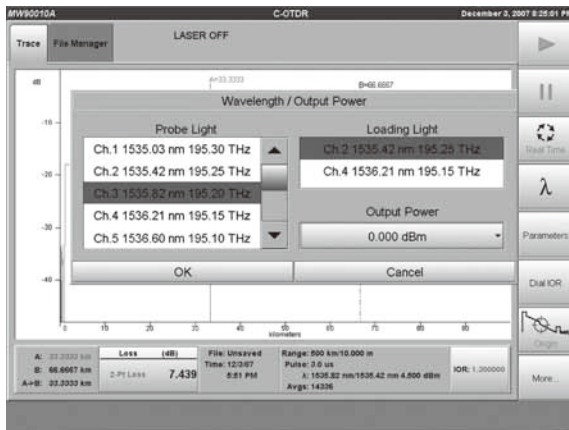 MW90010A C-OTDR December 3, 2007 8:25:01 PM
Trace File Manager LASER OFF
dB A=33.3333 B=66.6667
Wavelength / Output Power
Probe Light Loading Light
Ch.1 1535.03 nm 195.30 THz
Ch.2 1535.42 nm 195.25 THz
Ch.3 1535.82 nm 195.20 THz
Ch.4 1536.21 nm 195.15 THz
Ch.5 1536.60 nm 195.10 THz
Ch.2 1535.42 nm 195.25 THz
Ch.4 1536.21 nm 195.15 THz
Output Power
0.000 dBm
OK Cancel
-10
-20
-30
-40
0 10 20 30 40 50 60 70 80 90
kilometers
Real Time
λ
Parameters
Dial IOR
Origin
More...
A: 33.3333 km
B: 66.6667 km
A->B: 33.3333 km
Loss (dB)
2-Pt Loss 7.439
File: Unsaved
Time: 12/3/07
5:51 PM
Range: 500 km/10.000 m
Pulse: 3.0 us
λ: 1535.82 nm/1535.42 nm 4.500 dBm
Avgs: 14336
IOR: 1.200000